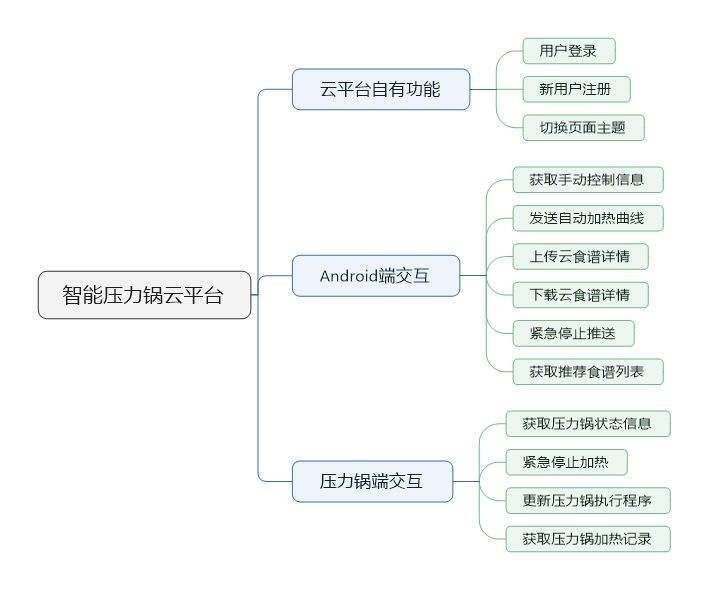 智能压力锅云平台
云平台自有功能
用户登录
新用户注册
切换页面主题
Android端交互
获取手动控制信息
发送自动加热曲线
上传云食谱详情
下载云食谱详情
紧急停止推送
获取推荐食谱列表
压力锅端交互
获取压力锅状态信息
紧急停止加热
更新压力锅执行程序
获取压力锅加热记录